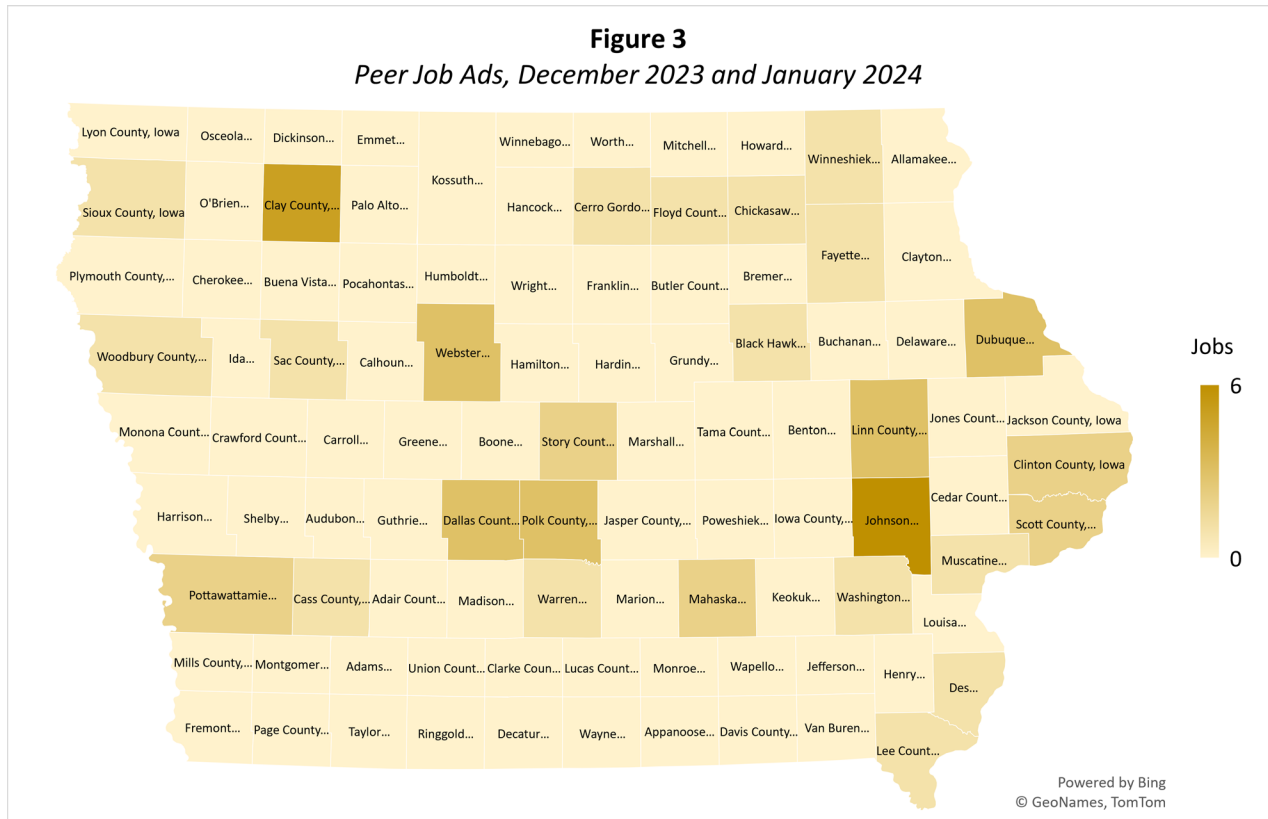 Figure 3
Peer Job Ads, December 2023 and January 2024
Lyon County, Iowa
Osceola...
Dickinson...
Emmet...
Kossuth...
Winnebago...
Worth...
Mitchell...
Howard...
Winneshiek...
Allamakee...
Sioux County, Iowa
O'Brien...
Clay County,...
Palo Alto...
Hancock...
Cerro Gordo...
Floyd Count...
Chickasaw...
Fayette...
Clayton...
Plymouth County,...
Cherokee...
Buena Vista...
Pocahontas...
Humboldt...
Wright...
Franklin...
Butler Count...
Bremer...
Woodbury County,...
Ida...
Sac County,...
Calhoun...
Webster...
Hamilton...
Hardin...
Grundy...
Black Hawk...
Buchanan...
Delaware...
Dubuque...
Jobs
6
0
Monona Count...
Crawford Count...
Carroll...
Greene...
Boone...
Story Count...
Marshall...
Tama Count...
Benton...
Linn County,...
Jones Count...
Jackson County, Iowa
Clinton County, Iowa
Harrison...
Shelby...
Audubon...
Guthrie...
Dallas Count...
Polk County,...
Jasper County,...
Poweshiek...
Iowa County,...
Johnson...
Cedar Count...
Scott County,...
Muscatine...
Pottawattamie...
Cass County,...
Adair Count...
Madison...
Warren...
Marion...
Mahaska...
Keokuk...
Washington...
Louisa...
Mills County,...
Montgomer...
Adams...
Union Count...
Clarke Coun...
Lucas Count...
Monroe...
Wapello...
Jefferson...
Henry...
Des...
Fremont...
Page County...
Taylor...
Ringgold...
Decatur...
Wayne...
Appanoose...
Davis County,...
Van Buren...
Lee Count...
Powered by Bing
© GeoNames, TomTom